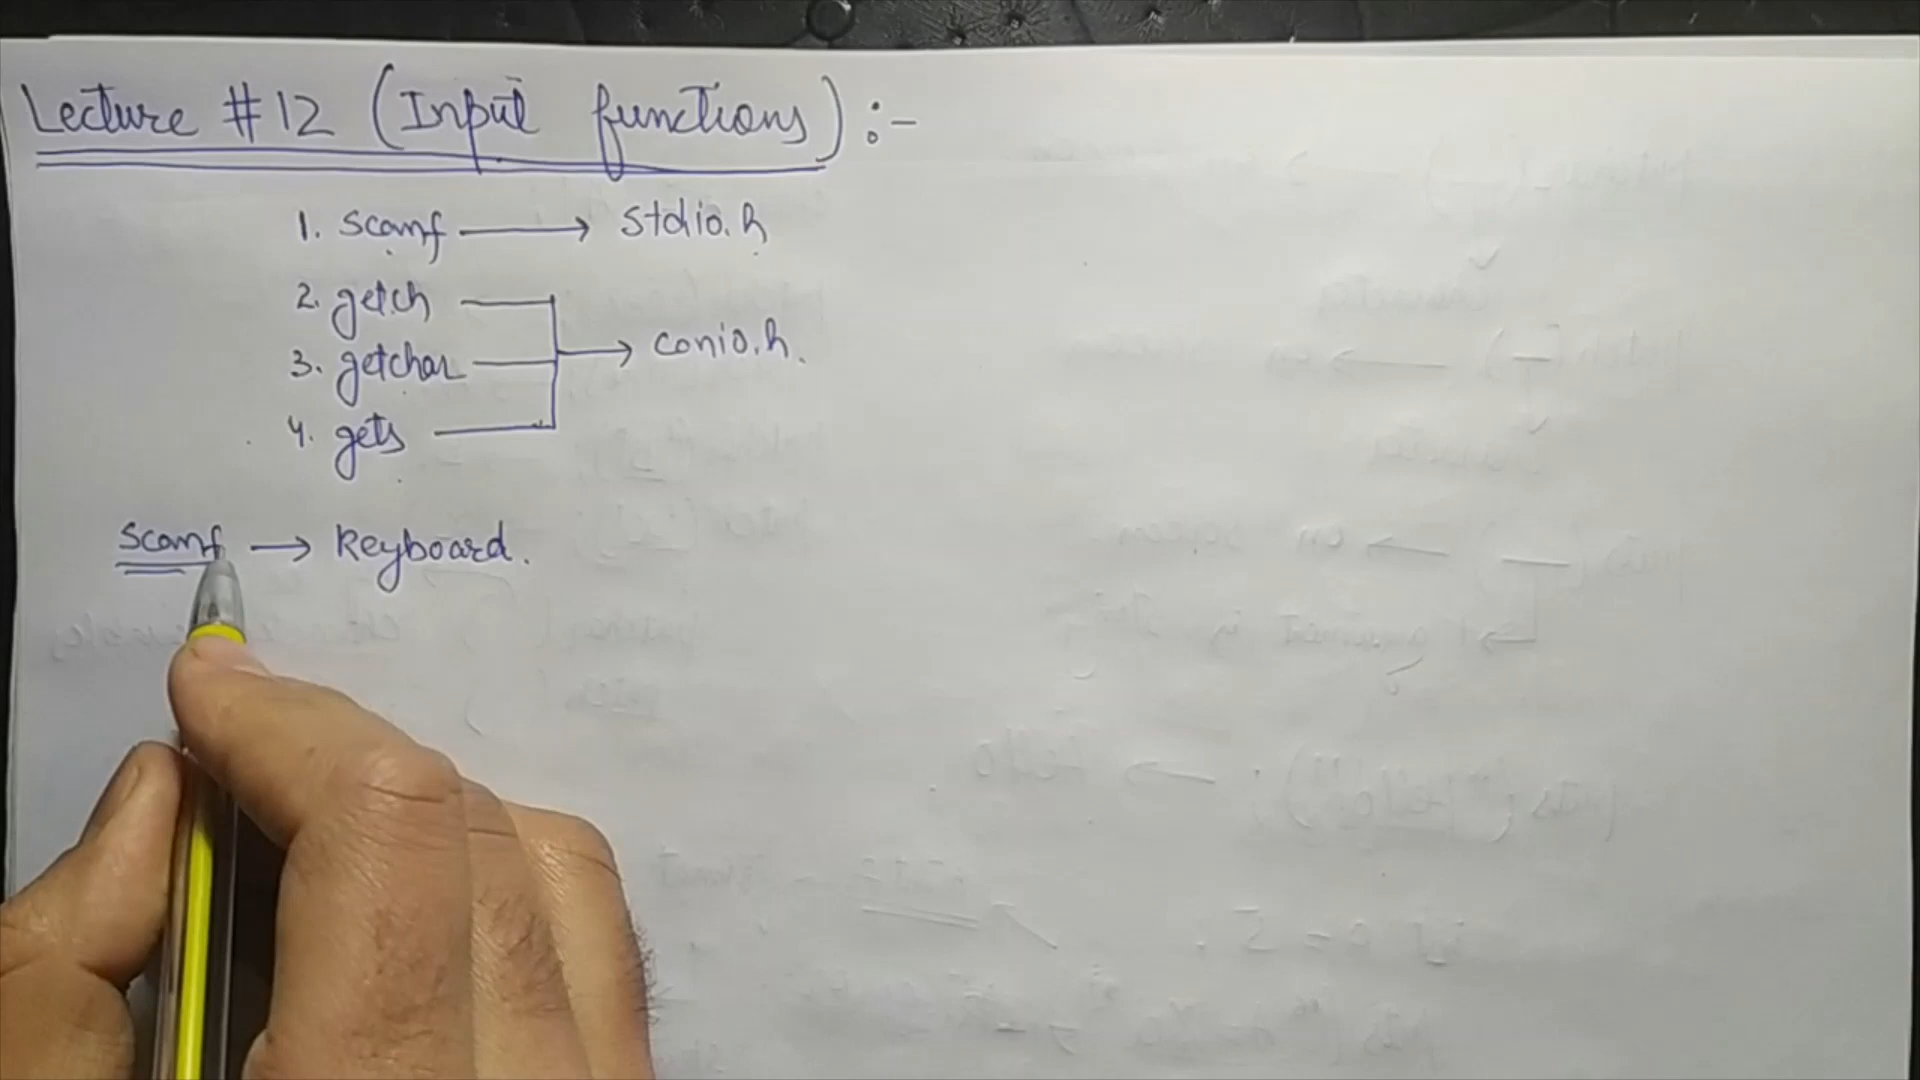 Lecture #12 (Input functions) :-
1. scanf → stdio.h
2. getch
3. getchar → conio.h.
4. gets
scanf → keyboard.